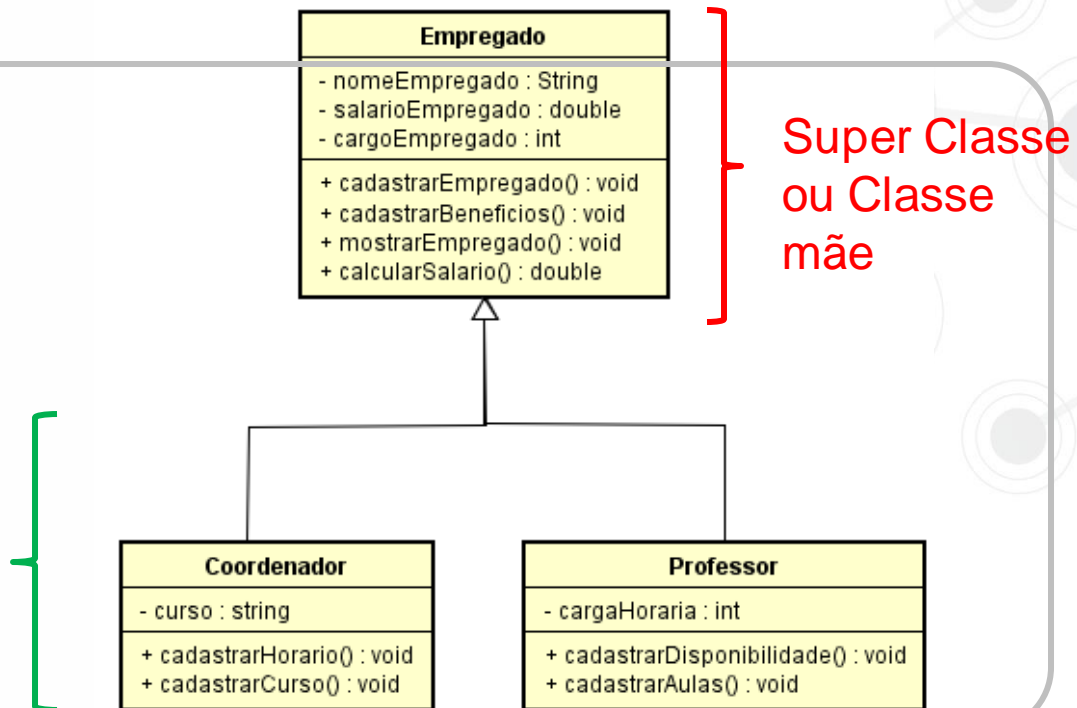 Empregado
- nomeEmpregado : String
- salarioEmpregado : double
- cargoEmpregado : int
+ cadastrarEmpregado() : void
+ cadastrarBeneficios() : void
+ mostrarEmpregado() : void
+ calcularSalario() : double
Super Classe
ou Classe
mãe
Coordenador
- curso : string
+ cadastrarHorario() : void
+ cadastrarCurso() : void
Professor
- cargaHoraria : int
+ cadastrarDisponibilidade() : void
+ cadastrarAulas() : void